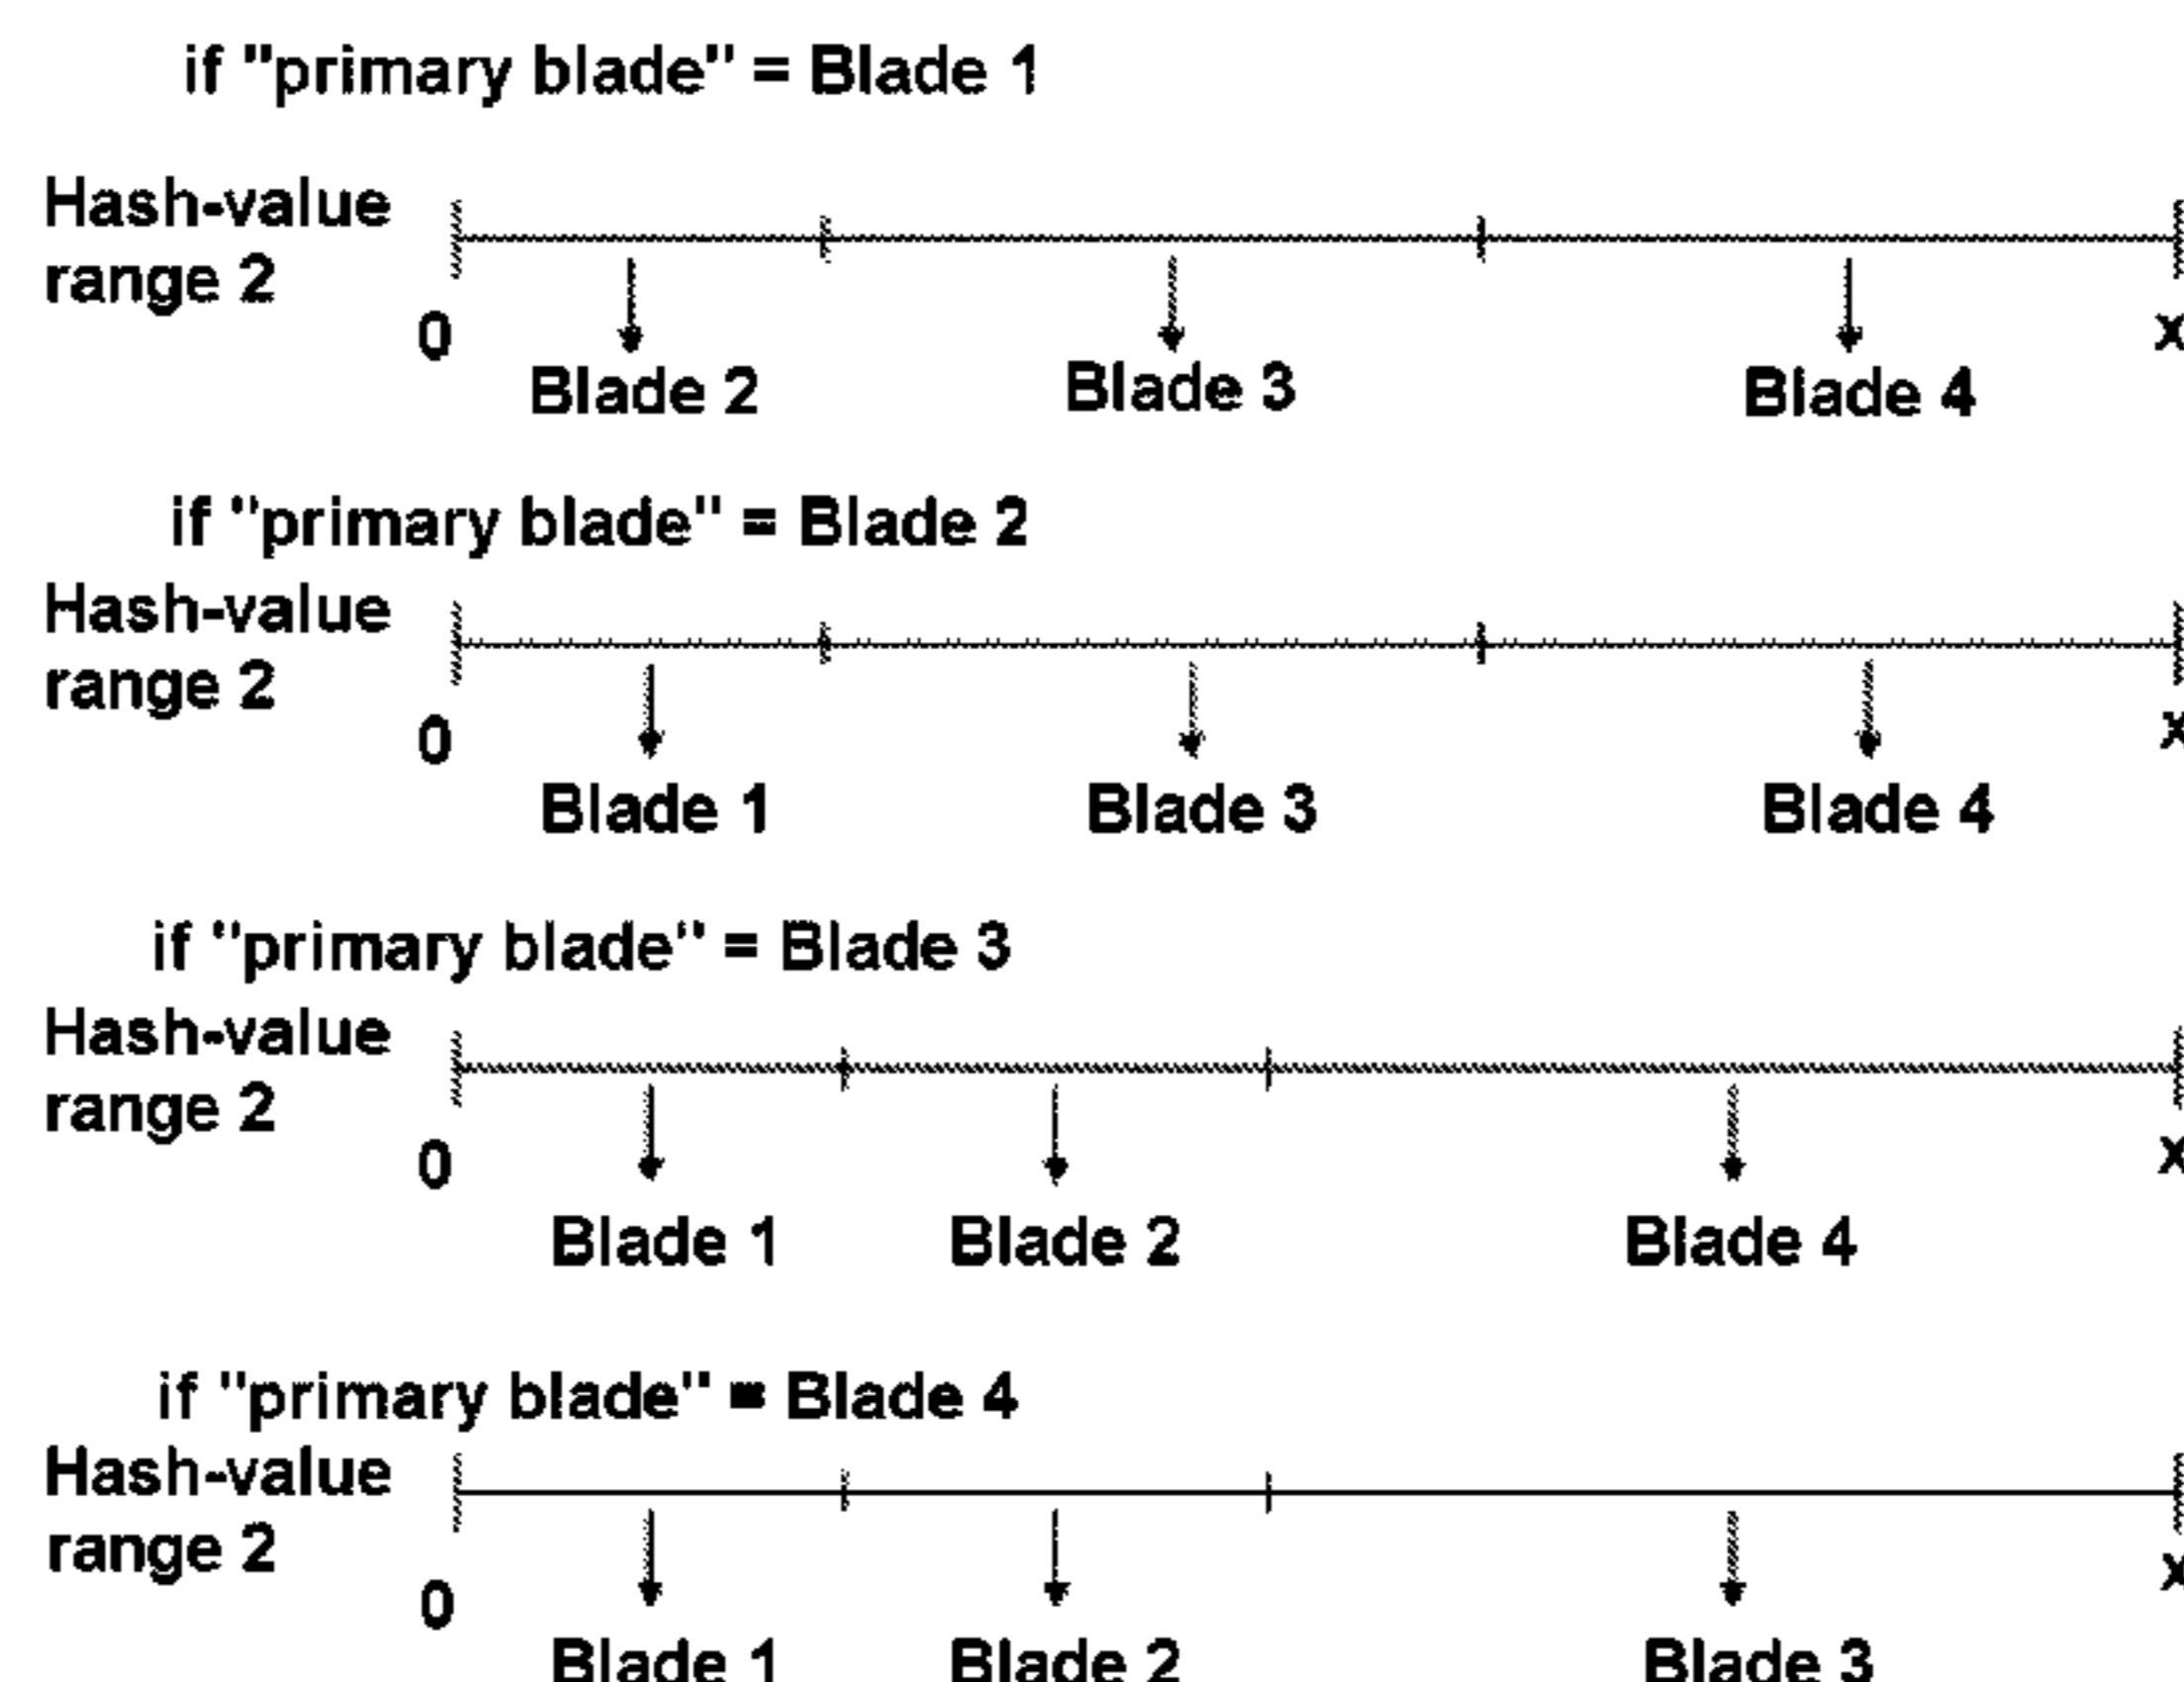 if "primary blade" = Blade 1
Hash-value
range 2
0
x
Blade 2
Blade 3
Blade 4
if "primary blade" = Blade 2
Hash-value
range 2
0
x
Blade 1
Blade 3
Blade 4
if "primary blade" = Blade 3
Hash-value
range 2
0
x
Blade 1
Blade 2
Blade 4
if "primary blade" = Blade 4
Hash-value
range 2
0
x
Blade 1
Blade 2
Blade 3